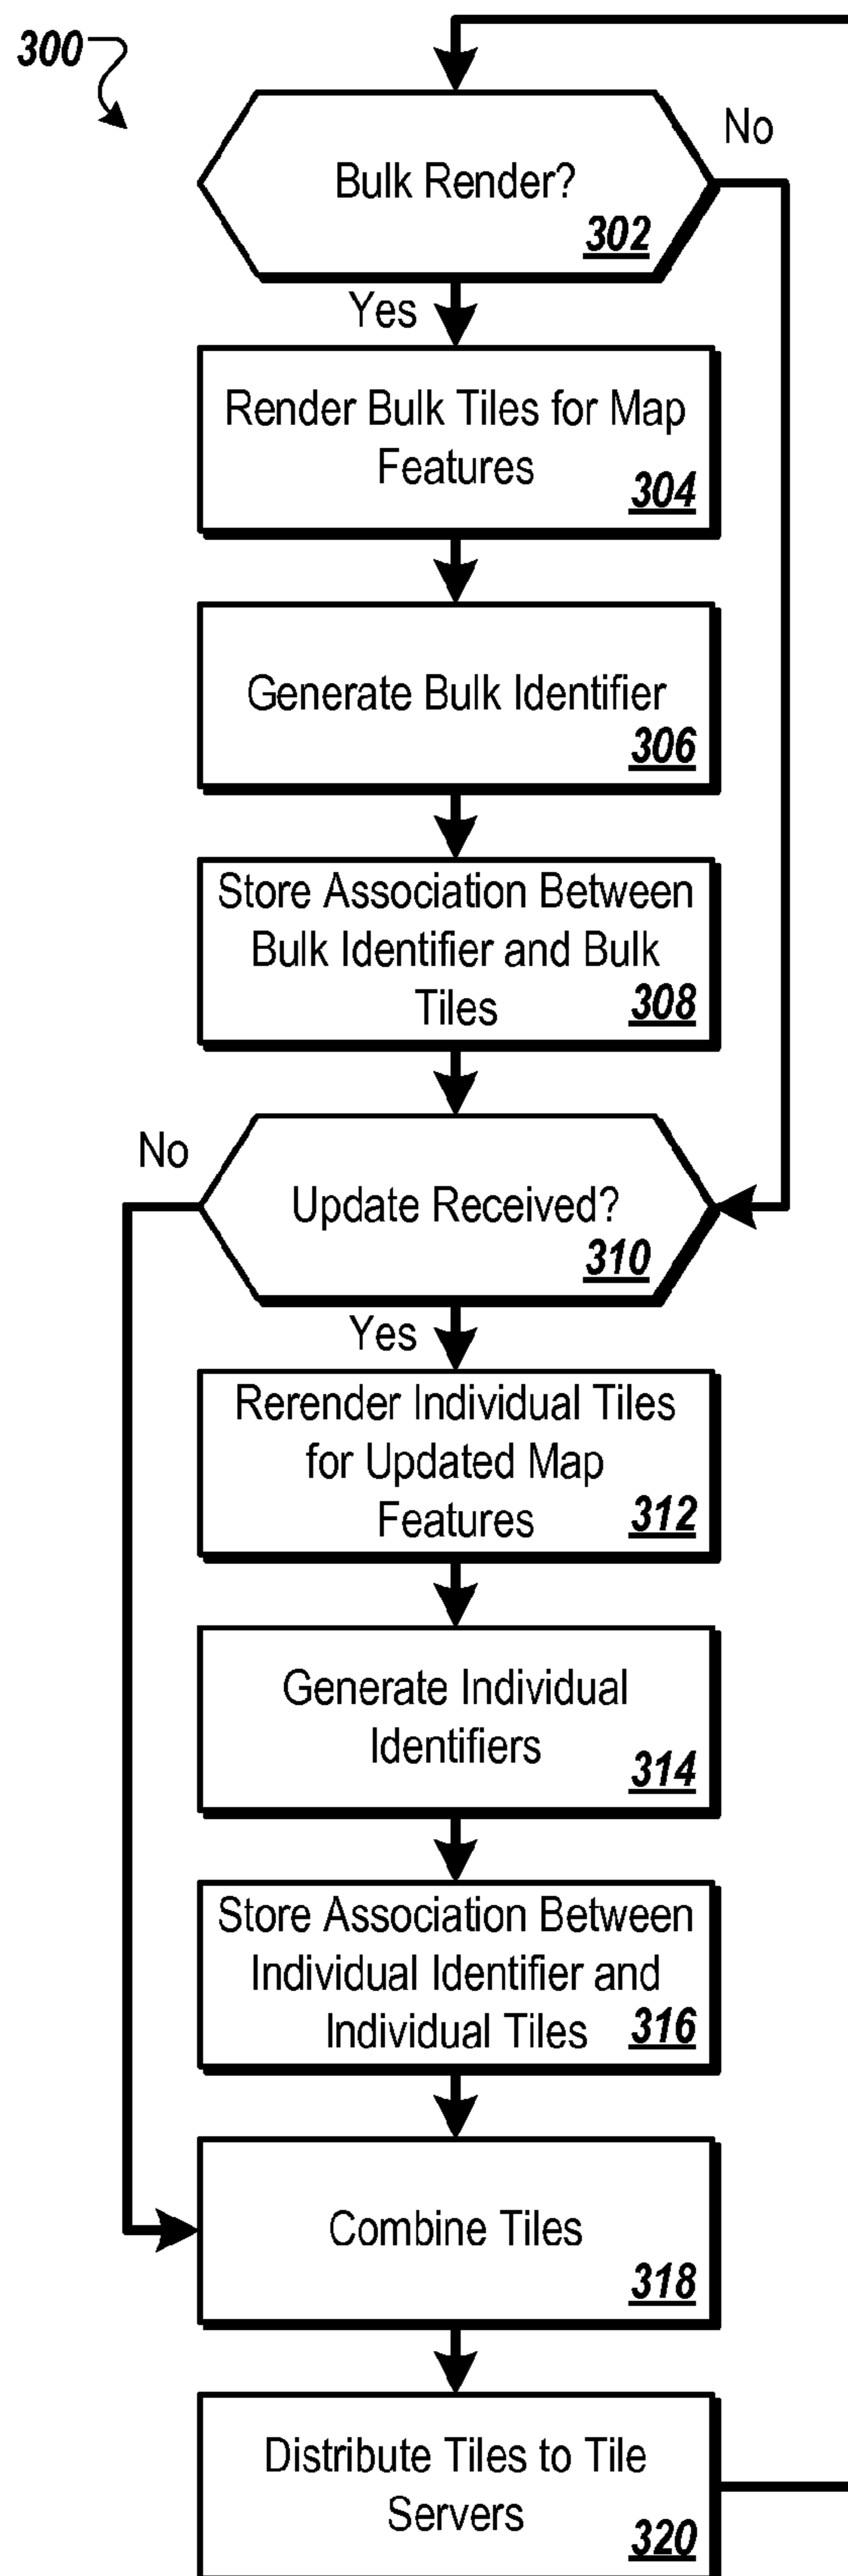 300
No
Bulk Render?
302
Yes
Render Bulk Tiles for Map
Features
304
Generate Bulk Identifier
306
Store Association Between
Bulk Identifier and Bulk
Tiles
308
No
Update Received?
310
Yes
Rerender Individual Tiles
for Updated Map
Features
312
Generate Individual
Identifiers
314
Store Association Between
Individual Identifier and
Individual Tiles
316
Combine Tiles
318
Distribute Tiles to Tile
Servers
320